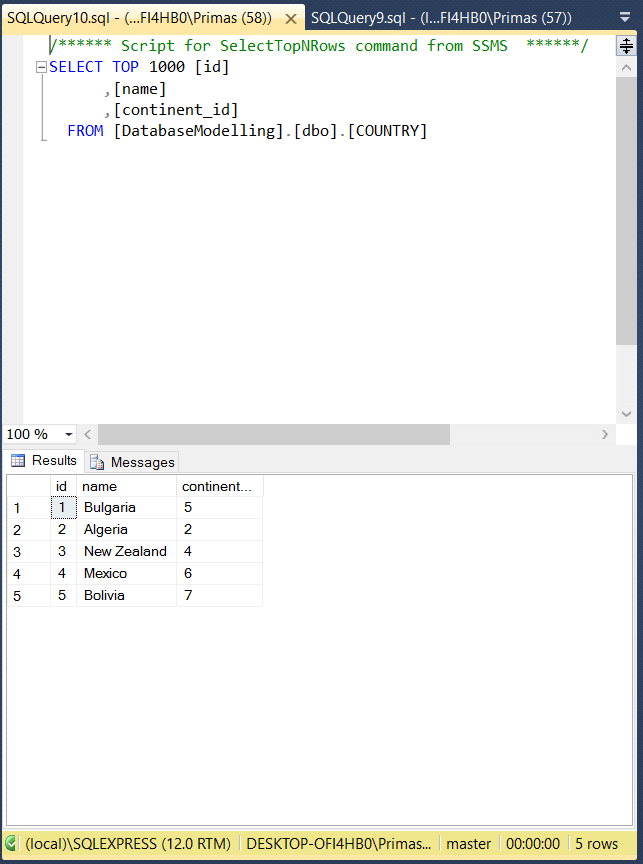 SQLQuery10.sql - (...FI4HB0\Primas (58)) SQLQuery9.sql - (l...FI4HB0\Primas (57))
/****** Script for SelectTopNRows command from SSMS  ******/
SELECT TOP 1000 [id]
,[name]
,[continent_id]
FROM [DatabaseModelling].[dbo].[COUNTRY]
100 %
Results Messages
id name continent...
1 1 Bulgaria 5
2 2 Algeria 2
3 3 New Zealand 4
4 4 Mexico 6
5 5 Bolivia 7
(local)\SQLEXPRESS (12.0 RTM) DESKTOP-OFI4HB0\Primas... master 00:00:00 5 rows